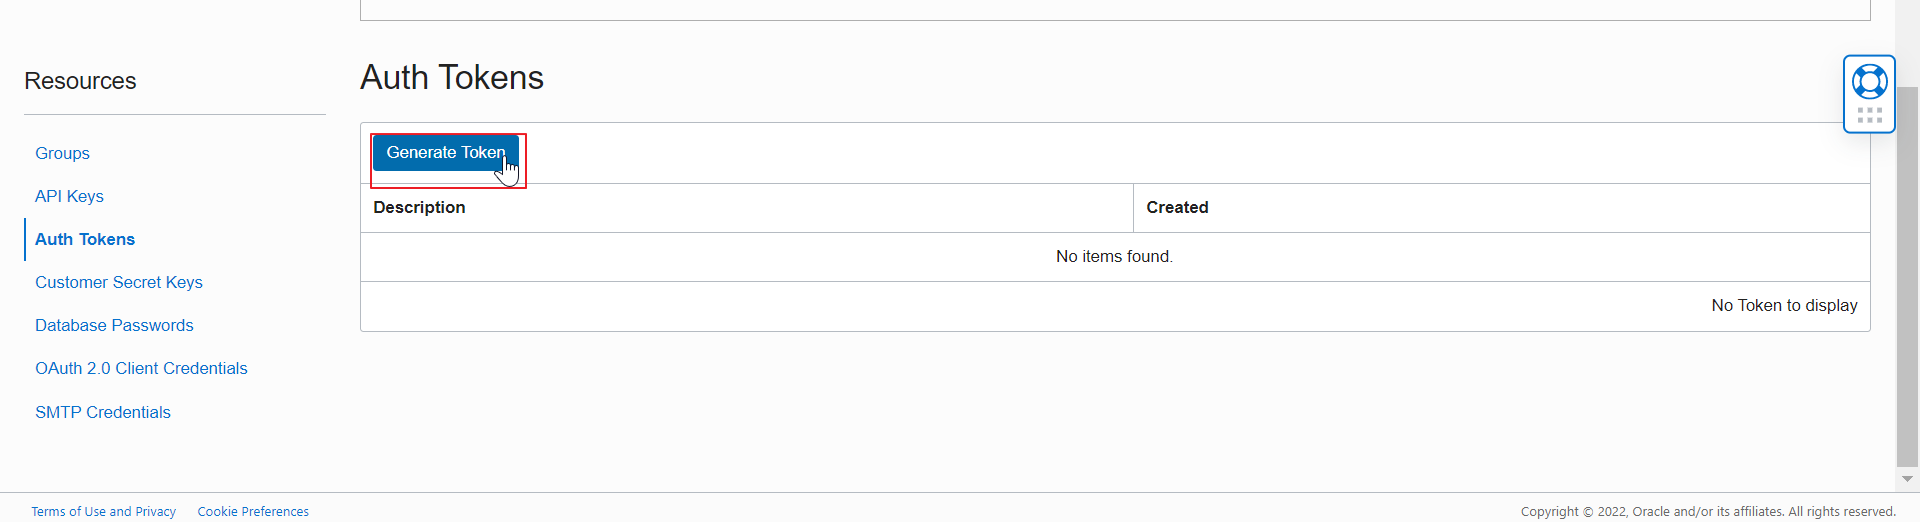 Resources
Groups
API Keys
Auth Tokens
Customer Secret Keys
Database Passwords
OAuth 2.0 Client Credentials
SMTP Credentials
Auth Tokens
Generate Token
Description Created
No items found.
No Token to display
Terms of Use and Privacy Cookie Preferences Copyright © 2022, Oracle and/or its affiliates. All rights reserved.